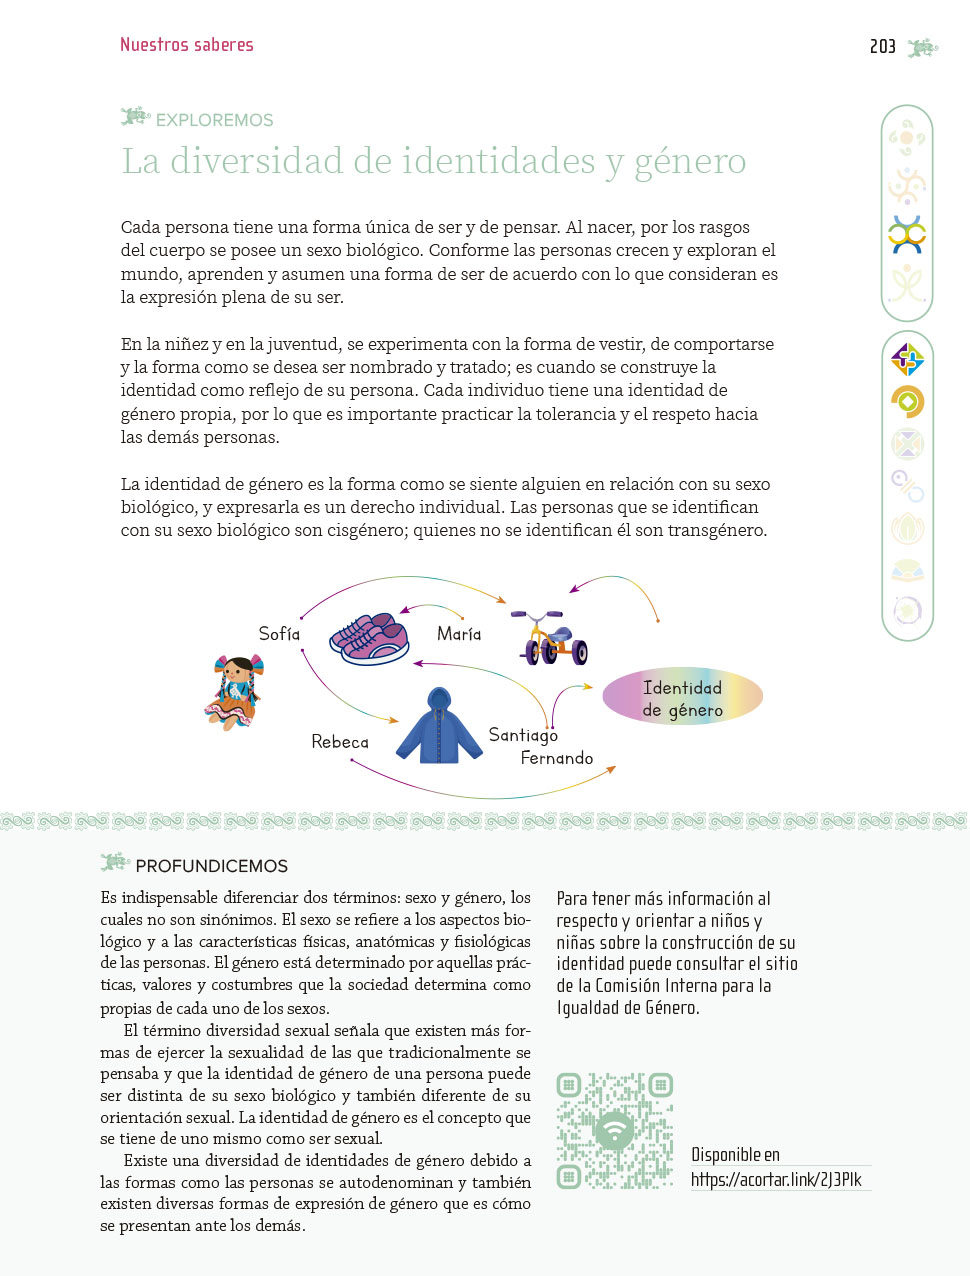 Nuestros saberes
203
EXPLOREMOS
La diversidad de identidades y género
Cada persona tiene una forma única de ser y de pensar. Al nacer, por los rasgos
del cuerpo se posee un sexo biológico. Conforme las personas crecen y exploran el
mundo, aprenden y asumen una forma de ser de acuerdo con lo que consideran es
la expresión plena de su ser.
En la niñez y en la juventud, se experimenta con la forma de vestir, de comportarse
y la forma como se desea ser nombrado y tratado; es cuando se construye la
identidad como reflejo de su persona. Cada individuo tiene una identidad de
género propia, por lo que es importante practicar la tolerancia y el respeto hacia
las demás personas.
La identidad de género es la forma como se siente alguien en relación con su sexo
biológico, y expresarla es un derecho individual. Las personas que se identifican
con su sexo biológico son cisgénero; quienes no se identifican él son transgénero.
Sofía
María
Identidad
de género
Rebeca
Santiago
Fernando
PROFUNDICEMOS
Es indispensable diferenciar dos términos: sexo y género, los
cuales no son sinónimos. El sexo se refiere a los aspectos bio-
lógico y a las características físicas, anatómicas y fisiológicas
de las personas. El género está determinado por aquellas prác-
ticas, valores y costumbres que la sociedad determina como
propias de cada uno de los sexos.
El término diversidad sexual señala que existen más for-
mas de ejercer la sexualidad de las que tradicionalmente se
pensaba y que la identidad de género de una persona puede
ser distinta de su sexo biológico y también diferente de su
orientación sexual. La identidad de género es el concepto que
se tiene de uno mismo como ser sexual.
Existe una diversidad de identidades de género debido a
las formas como las personas se autodenominan y también
existen diversas formas de expresión de género que es cómo
se presentan ante los demás.
Para tener más información al
respecto y orientar a niños y
niñas sobre la construcción de su
identidad puede consultar el sitio
de la Comisión Interna para la
Igualdad de Género.
Disponible en
https://acortar.link/2J3PIk